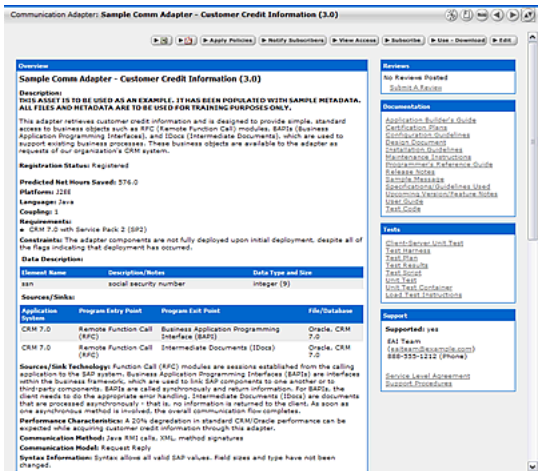 Communication Adapter: Sample Comm Adapter - Customer Credit Information (3.0)
Apply Policies
Notify Subscribers
View Access
Subscribe
Use - Download
Edit
Overview
Sample Comm Adapter - Customer Credit Information (3.0)
Description:
THIS ASSET IS TO BE USED AS AN EXAMPLE. IT HAS BEEN POPULATED WITH SAMPLE METADATA.
ALL FILES AND METADATA ARE TO BE USED FOR TRAINING PURPOSES ONLY.
This adapter retrieves customer credit information and is designed to provide simple, standard
access to business objects such as RFC (Remote Function Call) modules, BAPIs (Business
Application Programming Interfaces), and IDocs (Intermediate Documents), which are used to
support existing business processes. These business objects are available to the adapter as
requests of our organization's CRM system.
Registration Status: Registered
Predicted Net Hours Saved: 576.0
Platform: J2EE
Language: Java
Coupling: 1
Requirements:
CRM 7.0 with Service Pack 2 (SP2)
Constraints: The adapter components are not fully deployed upon initial deployment, despite all of
the flags indicating that deployment has occurred.
Data Description:
Element Name Description/Notes Data Type and Size
ssn social security number integer (9)
Sources/Sinks:
Application System Program Entry Point Program Exit Point File/Database
CRM 7.0 Remote Function Call (RFC) Business Application Programming Interface (BAPI) Oracle, CRM 7.0
CRM 7.0 Remote Function Call (RFC) Intermediate Documents (IDocs) Oracle, CRM 7.0
Sources/Sink Technology: Function Call (RFC) modules are sessions established from the calling
application to the SAP system. Business Application Programming Interfaces (BAPIs) are interfaces
within the business framework, which are used to link SAP components to one another or to
third-party components. BAPIs are called synchronously and return information. For BAPIs, the
client needs to do the appropriate error handling. Intermediate Documents (IDocs) are documents
that are processed asynchronously - that is, no information is returned to the client. As soon as
one asynchronous method is involved, the overall communication flow completes.
Performance Characteristics: A 20% degredation in standard CRM/Oracle performance can be
expected while acquiring customer credit information through this adapter.
Communication Method: Java RMI calls, XML, method signatures
Communication Model: Request Reply
Syntax Information: Syntax allows all valid SAP values. Field sizes and type have not been
changed.
Reviews
No Reviews Posted
Submit A Review
Documentation
Application Builder's Guide
Certification Plans
Configuration Guidelines
Design Document
Installation Guidelines
Maintenance Instructions
Programmer's Reference Guide
Release Notes
Sample Message
Specifications/Guidelines Used
Upcoming Version/Feature Notes
User Guide
Test Code
Tests
Client-Server Unit Test
Test Harness
Test Plan
Test Results
Test Script
Unit Test
Unit Test Container
Load Test Instructions
Support
Supported: yes
EAI Team
(eaiteam@example.com)
888-555-1212 (Phone)
Service Level Agreement
Support Procedures